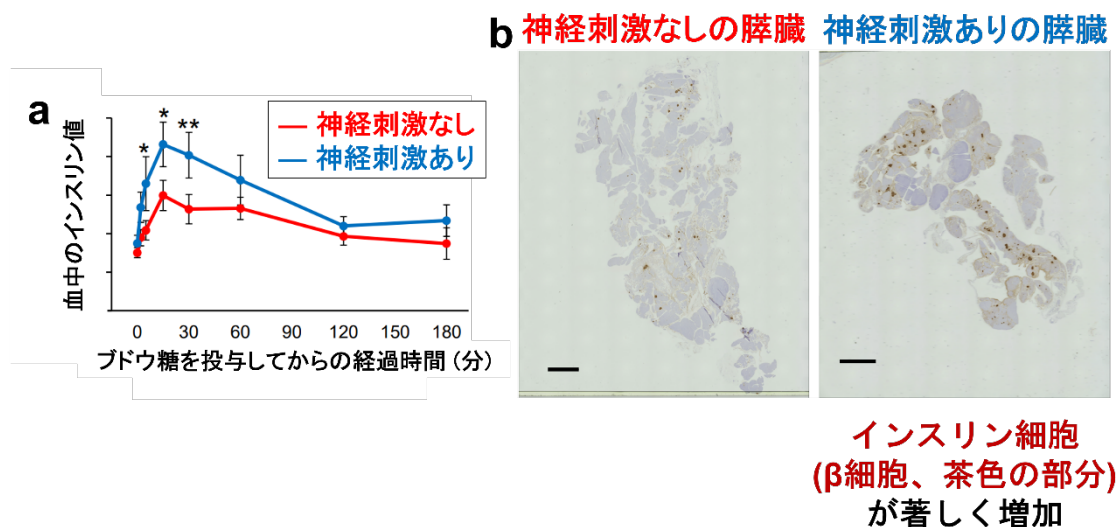 a
血中のインスリン値
* * **
神経刺激なし
神経刺激あり
0 30 60 90 120 150 180
ブドウ糖を投与してからの経過時間（分）
b
神経刺激なしの膵臓
神経刺激ありの膵臓
インスリン細胞
(β細胞、茶色の部分)
が著しく増加